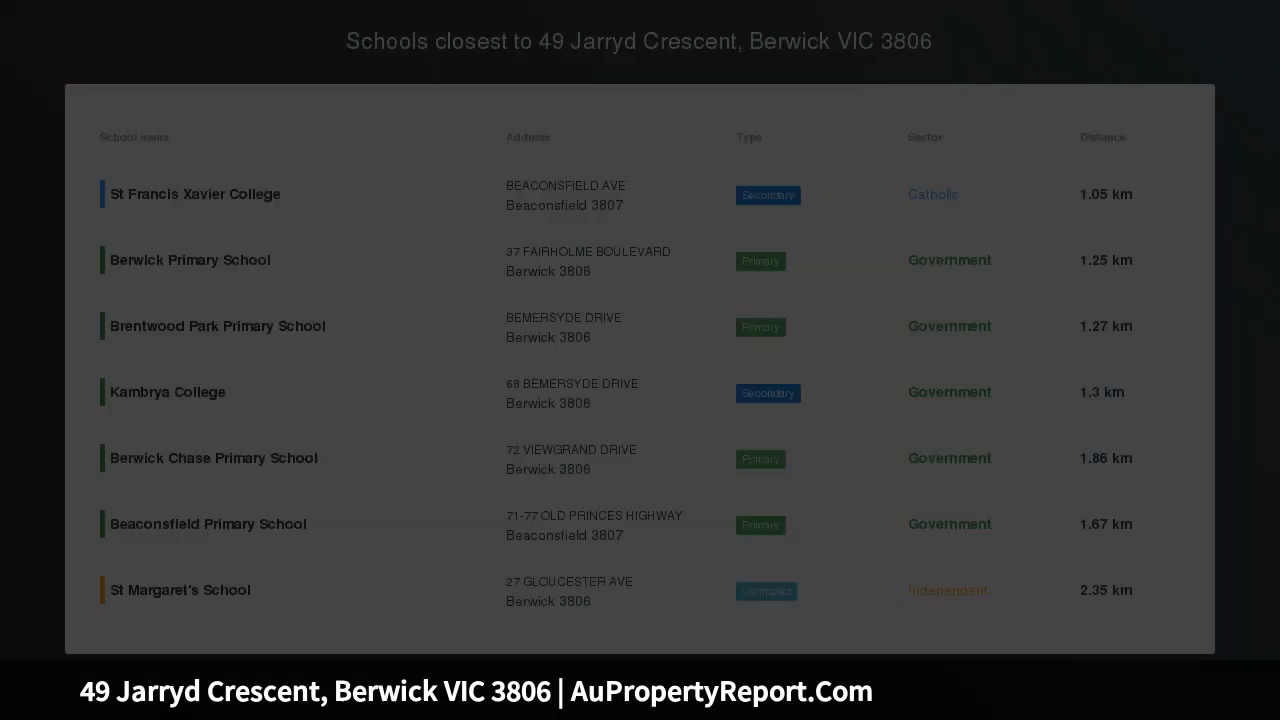 Schools closest to 49 Jarryd Crescent, Berwick VIC 3806
School name Address Type Sector Distance
St Francis Xavier College BEACONSFIELD AVE Secondary Catholic 1.05 km
Beaconsfield 3807
Berwick Primary School 37 FAIRHOLME BOULEVARD Primary Government 1.25 km
Berwick 3806
Brentwood Park Primary School BEMERSYDE DRIVE Primary Government 1.27 km
Berwick 3806
Kambrya College 68 BEMERSYDE DRIVE Secondary Government 1.3 km
Berwick 3806
Berwick Chase Primary School 72 VIEWGRAND DRIVE Primary Government 1.86 km
Berwick 3806
Beaconsfield Primary School 71-77 OLD PRINCES HIGHWAY Primary Government 1.67 km
Beaconsfield 3807
St Margaret's School 27 GLOUCESTER AVE Combined Independent 2.35 km
Berwick 3806
49 Jarryd Crescent, Berwick VIC 3806 | AuPropertyReport.Com